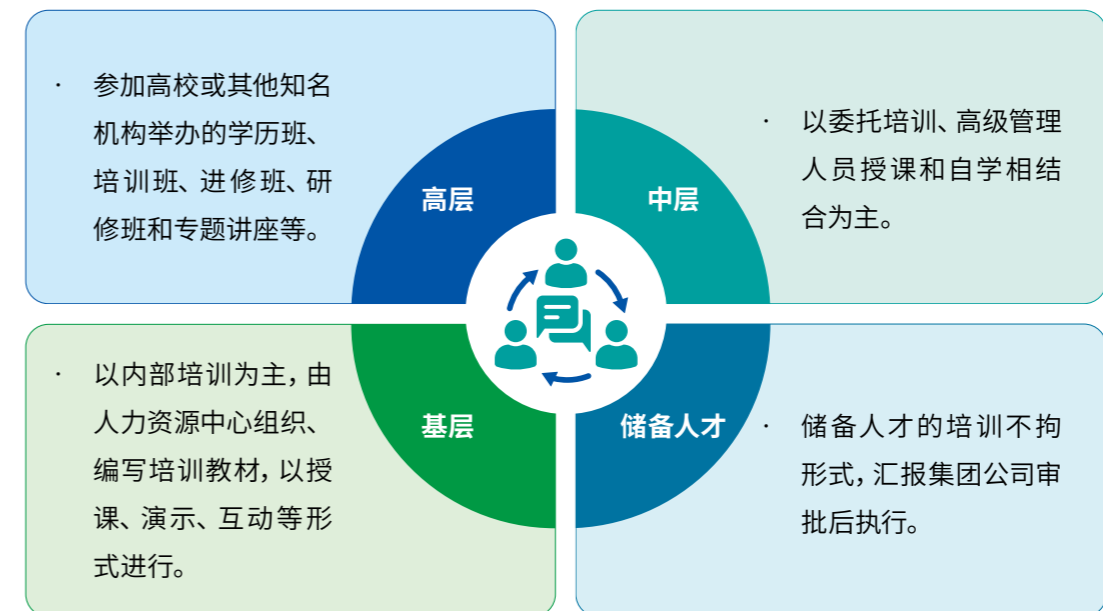 · 参加高校或其他知名
机构举办的学历班、
培训班、进修班、研
修班和专题讲座等。
高层
· 以委托培训、高级管理
人员授课和自学相结
合为主。
中层
· 以内部培训为主，由
人力资源中心组织、
编写培训教材，以授
课、演示、互动等形
式进行。
基层
储备人才
· 储备人才的培训不拘
形式，汇报集团公司审
批后执行。